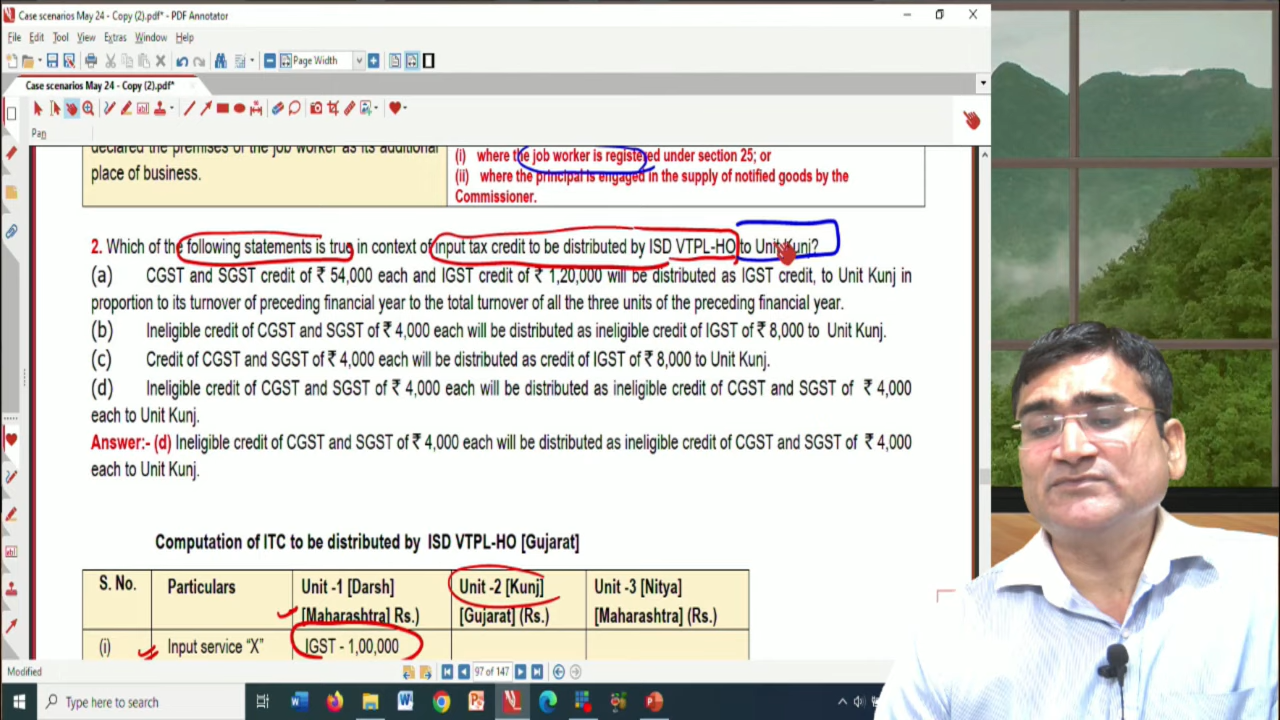 Case scenarios May 24 - Copy (2).pdf* - PDF Annotator
File Edit Tool View Extras Window Help
Page Width
Case scenarios May 24 - Copy (2).pdf*
Pan
declared the premises of the job worker as its additional
place of business.
(i) where the job worker is registered under section 25; or
(ii) where the principal is engaged in the supply of notified goods by the
Commissioner.
2. Which of the following statements is true in context of input tax credit to be distributed by ISD VTPL-HO to Unit Kunj?
(a) CGST and SGST credit of ₹ 54,000 each and IGST credit of ₹ 1,20,000 will be distributed as IGST credit, to Unit Kunj in
proportion to its turnover of preceding financial year to the total turnover of all the three units of the preceding financial year.
(b) Ineligible credit of CGST and SGST of ₹ 4,000 each will be distributed as ineligible credit of IGST of ₹ 8,000 to Unit Kunj.
(c) Credit of CGST and SGST of ₹ 4,000 each will be distributed as credit of IGST of ₹ 8,000 to Unit Kunj.
(d) Ineligible credit of CGST and SGST of ₹ 4,000 each will be distributed as ineligible credit of CGST and SGST of ₹ 4,000
each to Unit Kunj.
Answer:- (d) Ineligible credit of CGST and SGST of ₹ 4,000 each will be distributed as ineligible credit of CGST and SGST of ₹ 4,000
each to Unit Kunj.
Computation of ITC to be distributed by ISD VTPL-HO [Gujarat]
S. No. Particulars Unit -1 [Darsh] Unit -2 [Kunj] Unit -3 [Nitya]
[Maharashtra] Rs.) [Gujarat] (Rs.) [Maharashtra] (Rs.)
(i) Input service “X” IGST - 1,00,000
Modified 97 of 147
Type here to search